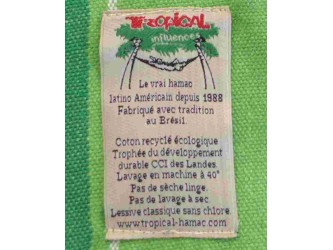 TROPICAL
influences
Le vrai hamac
latino Américain depuis 1988
Fabriqué avec tradition
au Brésil.
Coton recyclé écologique
Trophée du développement
durable CCI des Landes.
Lavage en machine à 40°
Pas de sèche linge.
Pas de lavage à sec.
Lessive classique sans chlore.
www.tropical-hamac.com